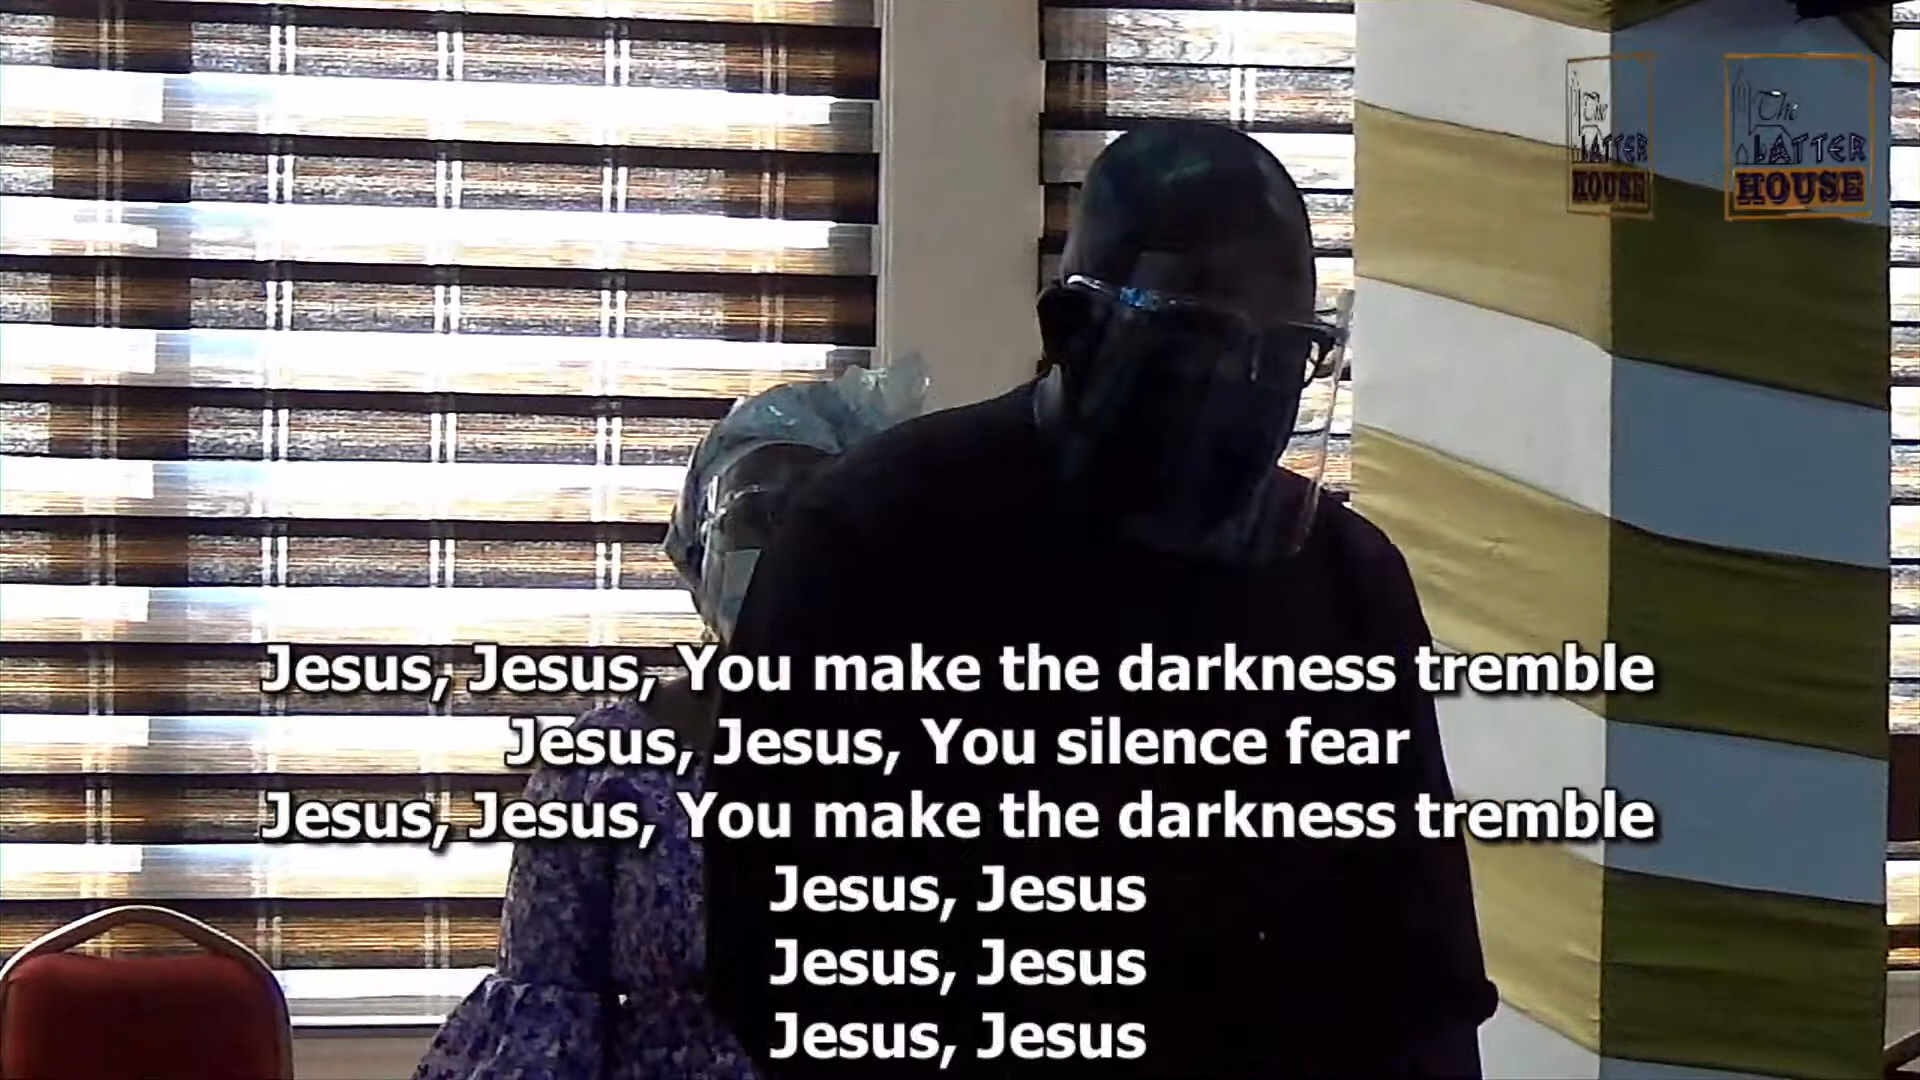 The
LATTER
HOUSE
The
LATTER
HOUSE
Jesus, Jesus, You make the darkness tremble
Jesus, Jesus, You silence fear
Jesus, Jesus, You make the darkness tremble
Jesus, Jesus
Jesus, Jesus
Jesus, Jesus